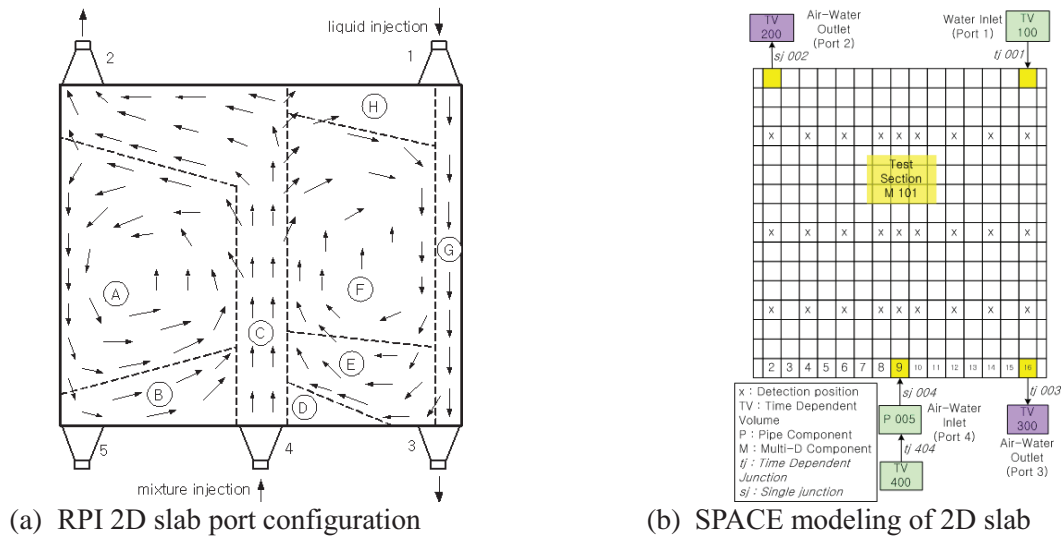 liquid injection
2
1
H
G
A
F
C
E
B
D
5
4
3
mixture injection
(a) RPI 2D slab port configuration
TV
200
Air-Water
Outlet
(Port 2)
sj 002
Water Inlet
(Port 1)
TV
100
tj 001
x x x x x x x x x
Test
Section
M 101
x x x x x x x x x
x x x x x x x x x
2 3 4 5 6 7 8 9 10 11 12 13 14 15 16
x : Detection position
TV : Time Dependent
Volume
P : Pipe Component
M : Multi-D Component
tj : Time Dependent
Junction
sj : Single junction
sj 004
P 005
Air-Water
Inlet
(Port 4)
tj 404
TV
400
tj 003
TV
300
Air-Water
Outlet
(Port 3)
(b) SPACE modeling of 2D slab